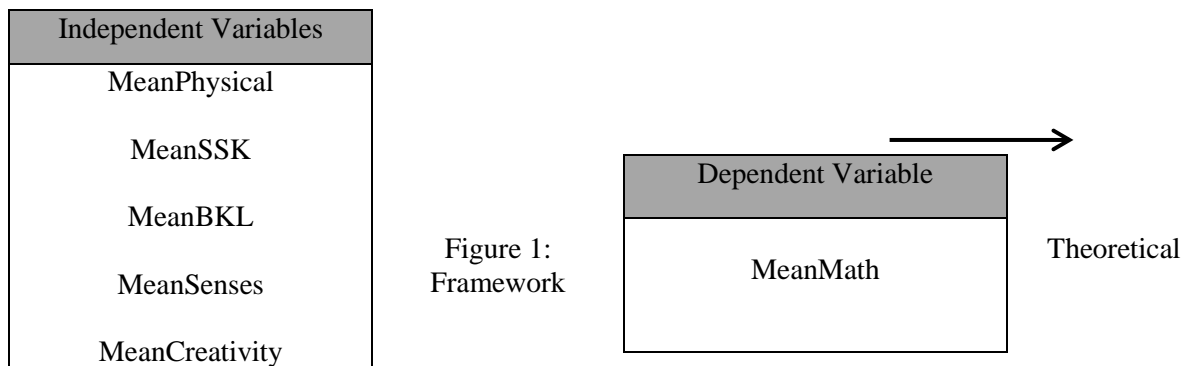 Independent Variables
MeanPhysical
MeanSSK
MeanBKL
MeanSenses
MeanCreativity
Figure 1:
Framework
Dependent Variable
MeanMath
Theoretical